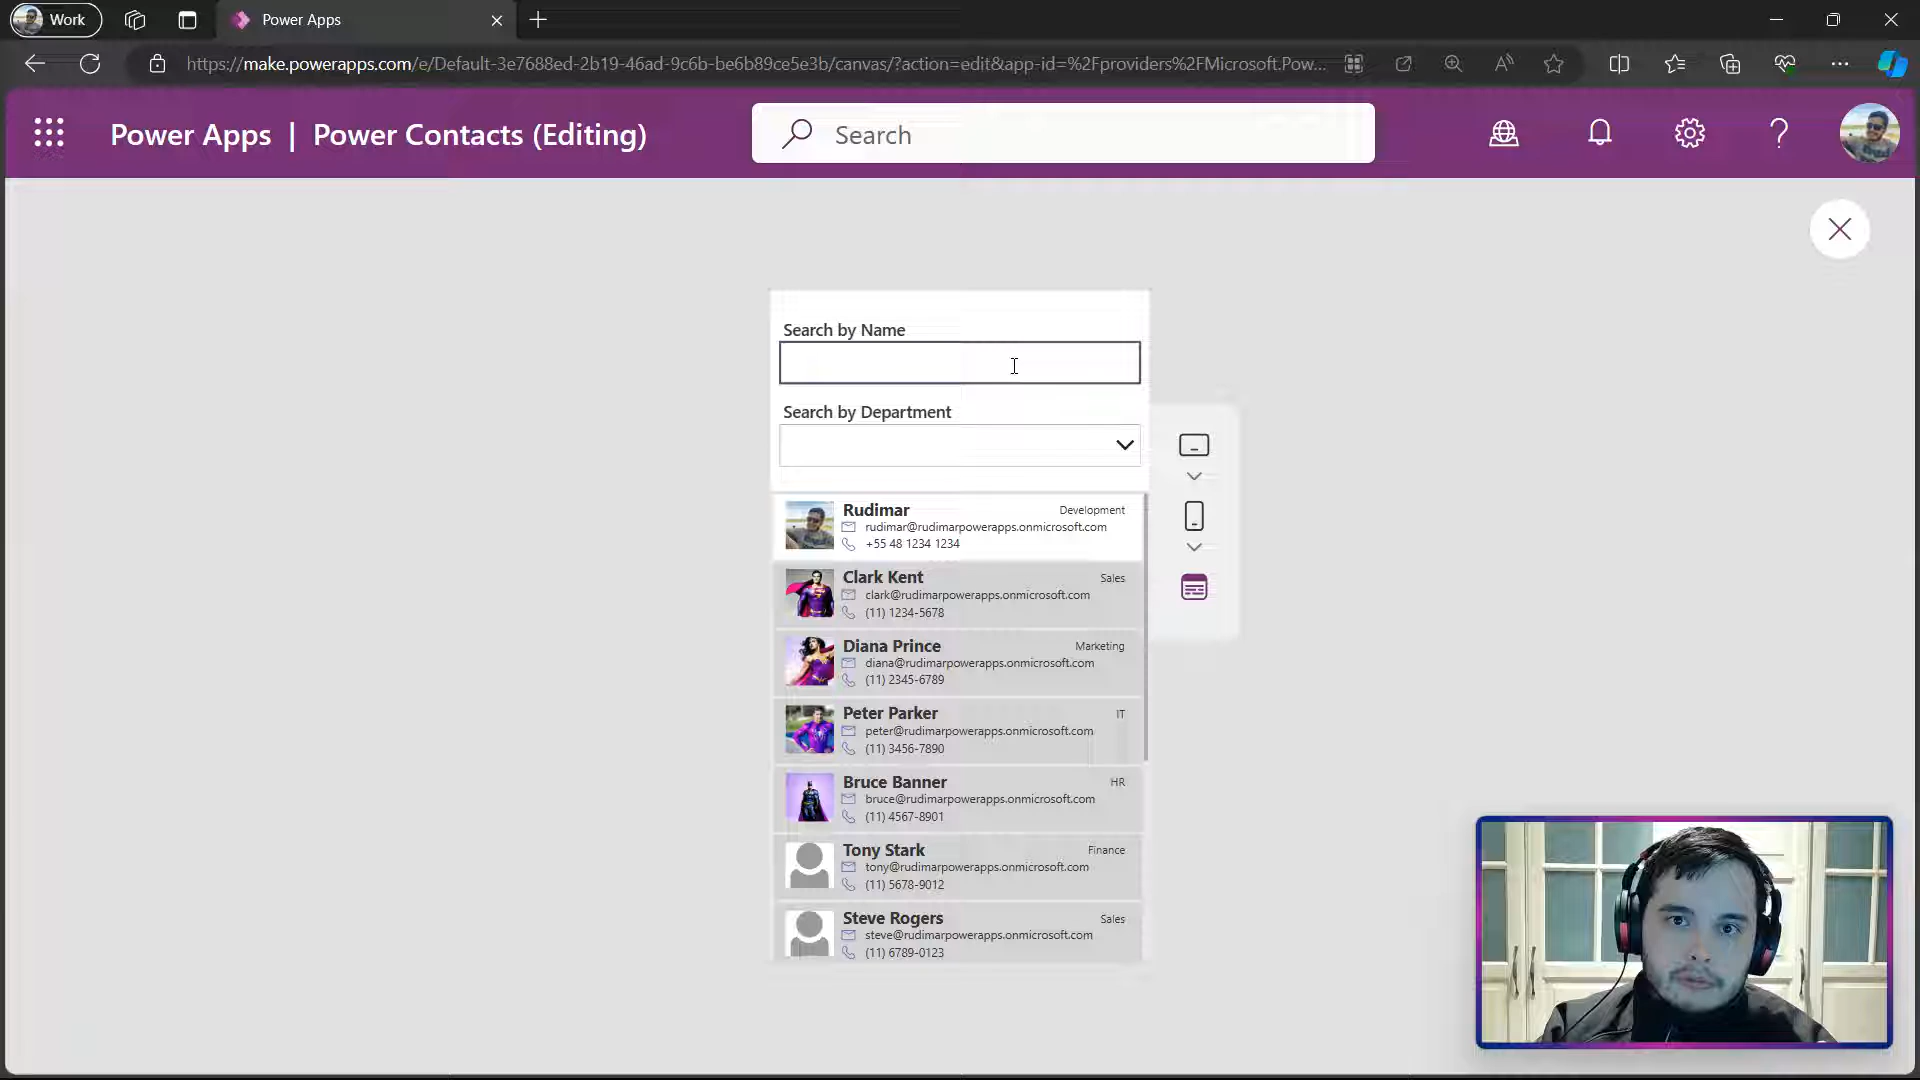 Work
Power Apps
https://make.powerapps.com/e/Default-3e7688ed-2b19-46ad-9c6b-be6b89ce5e3b/canvas/?action=edit&app-id=%2Fproviders%2FMicrosoft.Pow...
Power Apps | Power Contacts (Editing)
Search
Search by Name
Search by Department
Rudimar Development
rudimar@rudimarpowerapps.onmicrosoft.com
+55 48 1234 1234
Clark Kent Sales
clark@rudimarpowerapps.onmicrosoft.com
(11) 1234-5678
Diana Prince Marketing
diana@rudimarpowerapps.onmicrosoft.com
(11) 2345-6789
Peter Parker IT
peter@rudimarpowerapps.onmicrosoft.com
(11) 3456-7890
Bruce Banner HR
bruce@rudimarpowerapps.onmicrosoft.com
(11) 4567-8901
Tony Stark Finance
tony@rudimarpowerapps.onmicrosoft.com
(11) 5678-9012
Steve Rogers Sales
steve@rudimarpowerapps.onmicrosoft.com
(11) 6789-0123